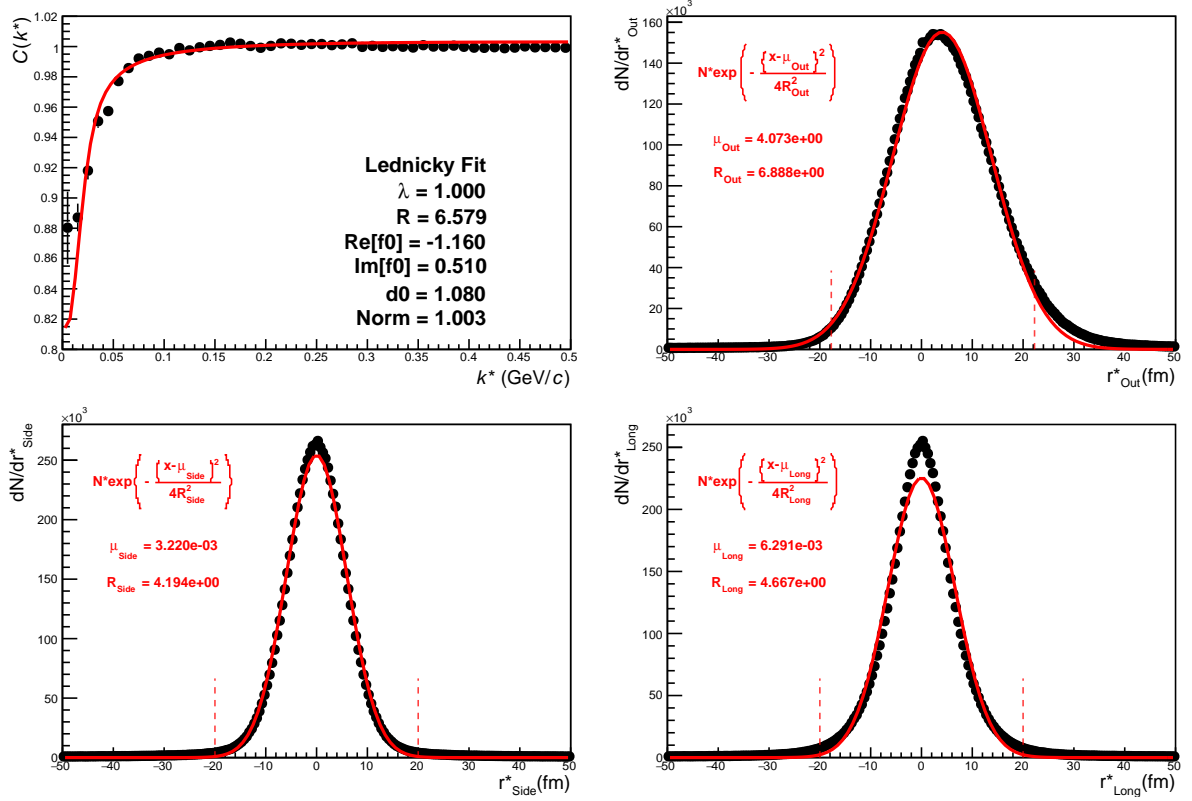 C(k*)
1.02
1
0.98
0.96
0.94
0.92
0.9
0.88
0.86
0.84
0.82
0.8
Lednicky Fit
λ = 1.000
R = 6.579
Re[f0] = -1.160
Im[f0] = 0.510
d0 = 1.080
Norm = 1.003
0 0.05 0.1 0.15 0.2 0.25 0.3 0.35 0.4 0.45 0.5
k* (GeV/c)
×10³
dN/dr*Out
160
140
120
100
80
60
40
20
0
N*exp{ - [x-μOut]² / 4R²Out }
μOut = 4.073e+00
ROut = 6.888e+00
−50 −40 −30 −20 −10 0 10 20 30 40 50
r*Out(fm)
×10³
dN/dr*Side
250
200
150
100
50
0
N*exp{ - [x-μSide]² / 4R²Side }
μSide = 3.220e-03
RSide = 4.194e+00
−50 −40 −30 −20 −10 0 10 20 30 40 50
r*Side(fm)
×10³
dN/dr*Long
250
200
150
100
50
0
N*exp{ - [x-μLong]² / 4R²Long }
μLong = 6.291e-03
RLong = 4.667e+00
−50 −40 −30 −20 −10 0 10 20 30 40 50
r*Long(fm)